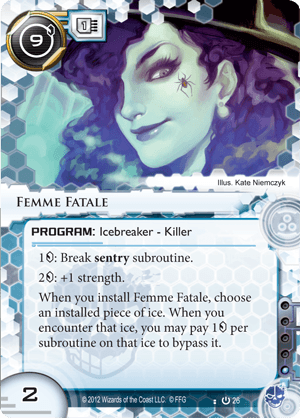 9
1
Illus. Kate Niemczyk
Femme Fatale
PROGRAM: Icebreaker - Killer
1: Break sentry subroutine.
2: +1 strength.
When you install Femme Fatale, choose
an installed piece of ice. When you
encounter that ice, you may pay 1 per
subroutine on that ice to bypass it.
2
© 2012 Wizards of the Coast LLC. © FFG
26